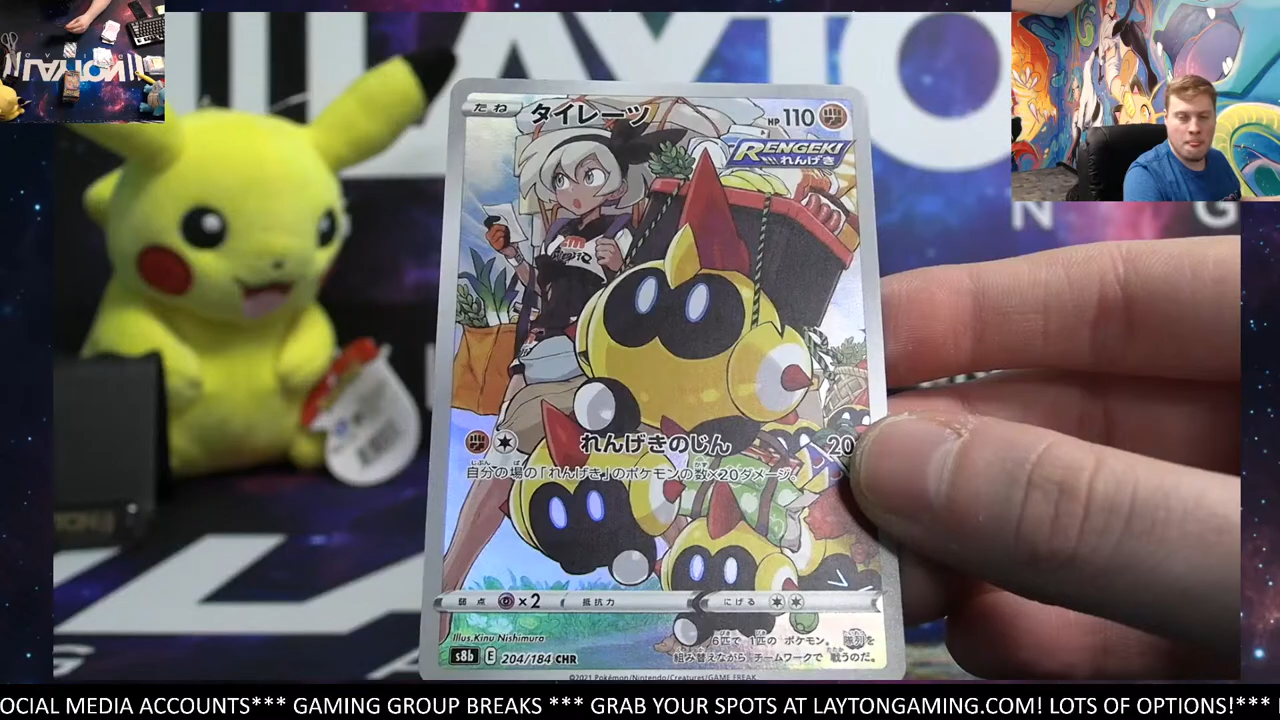 たね タイレーツ HP 110
RENGEKI
れんげき
れんげきのじん 20
自分の場の「れんげき」のポケモンの数×20ダメージ。
弱点 ×2 抵抗力 にげる
Illus.Kinu Nishimura
s8b E 204/184 CHR
6匹で 1匹の ポケモン。 隊列を
組み替えながら チームワークで 戦うのだ。
©2021 Pokémon/Nintendo/Creatures/GAME FREAK
N G
OCIAL MEDIA ACCOUNTS*** GAMING GROUP BREAKS *** GRAB YOUR SPOTS AT LAYTONGAMING.COM! LOTS OF OPTIONS!***